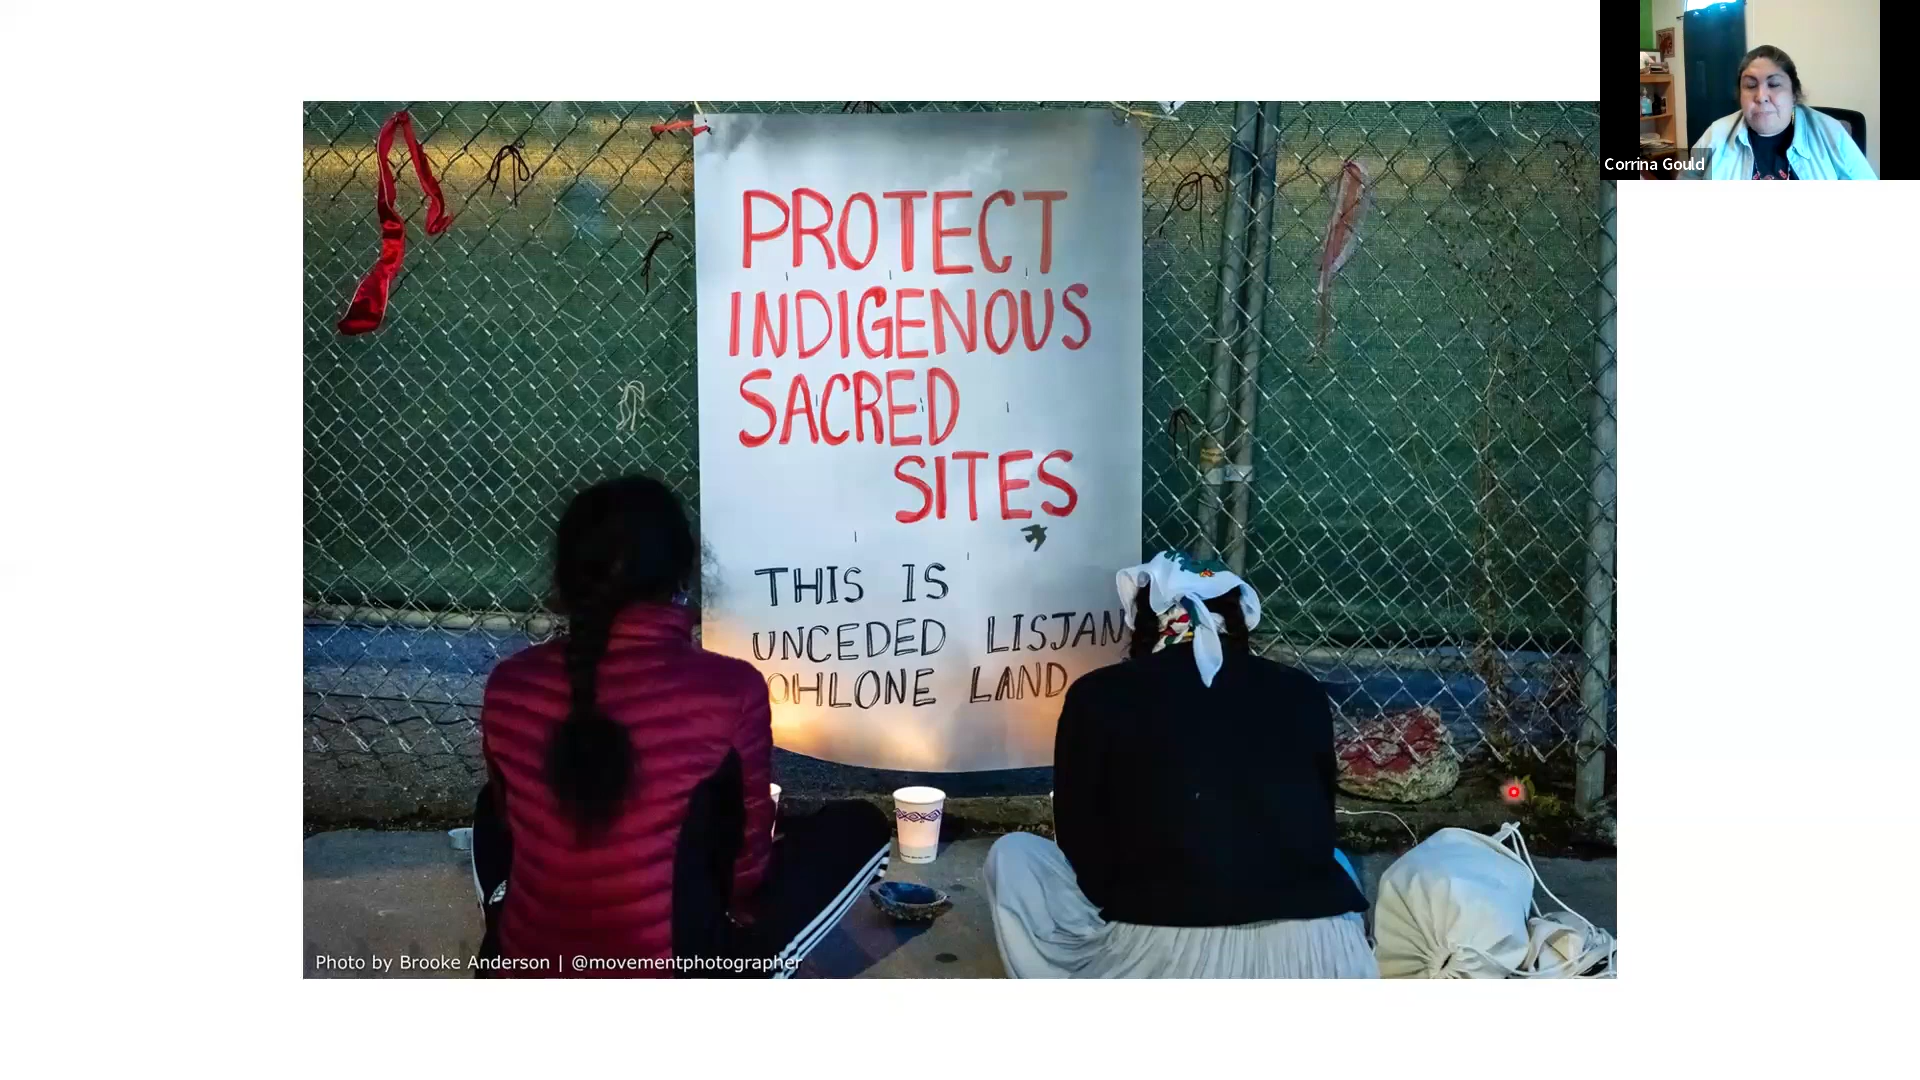 Corrina Gould
PROTECT
INDIGENOUS
SACRED
SITES
THIS IS
UNCEDED LISJAN
OHLONE LAND
Photo by Brooke Anderson | @movementphotographer